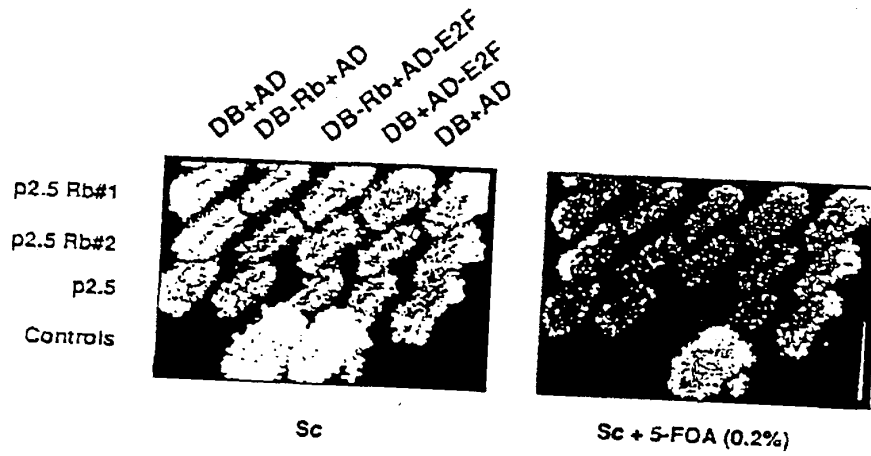 DB+AD
DB-Rb+AD
DB-Rb+AD-E2F
DB+AD-E2F
DB+AD
p2.5 Rb#1
p2.5 Rb#2
p2.5
Controls
Sc
Sc + 5-FOA (0.2%)